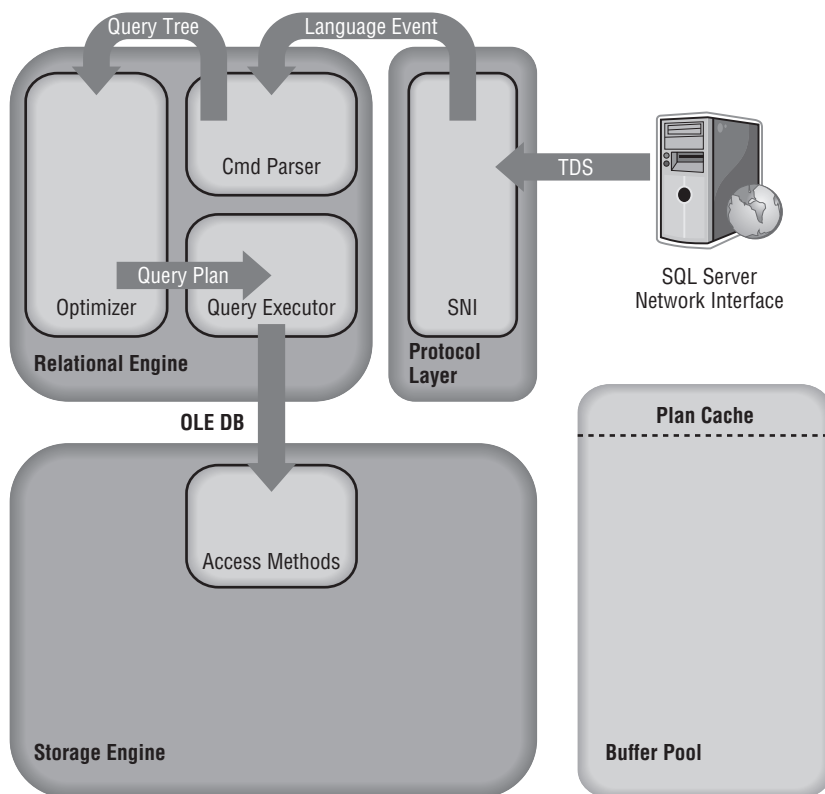 Query Tree
Language Event
Cmd Parser
TDS
Query Plan
Optimizer
Query Executor
SNI
SQL Server
Network Interface
Relational Engine
Protocol
Layer
OLE DB
Plan Cache
Access Methods
Storage Engine
Buffer Pool